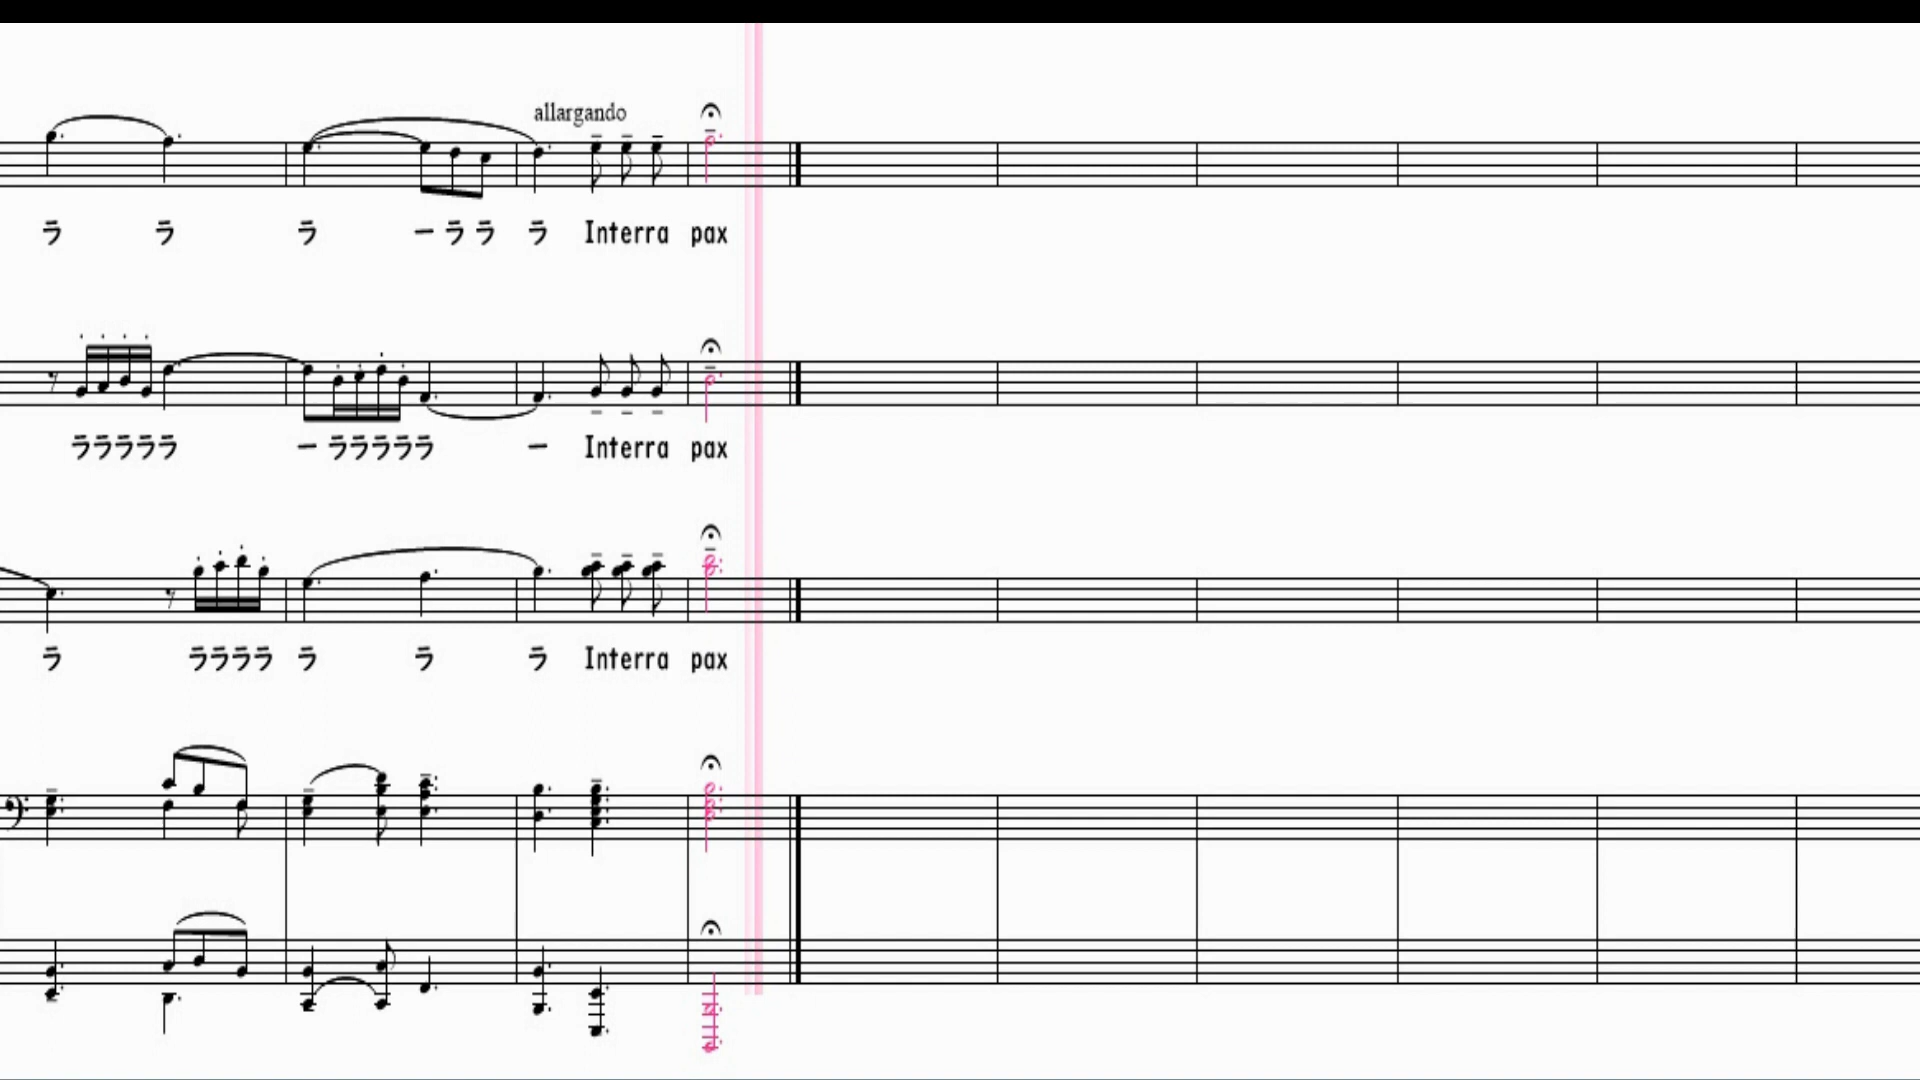 allargando
ラ ラ ラ ー ラ ラ ラ Interra pax
ラララララ ー ラララララ ー Interra pax
ラ ララララ ラ ラ ラ Interra pax